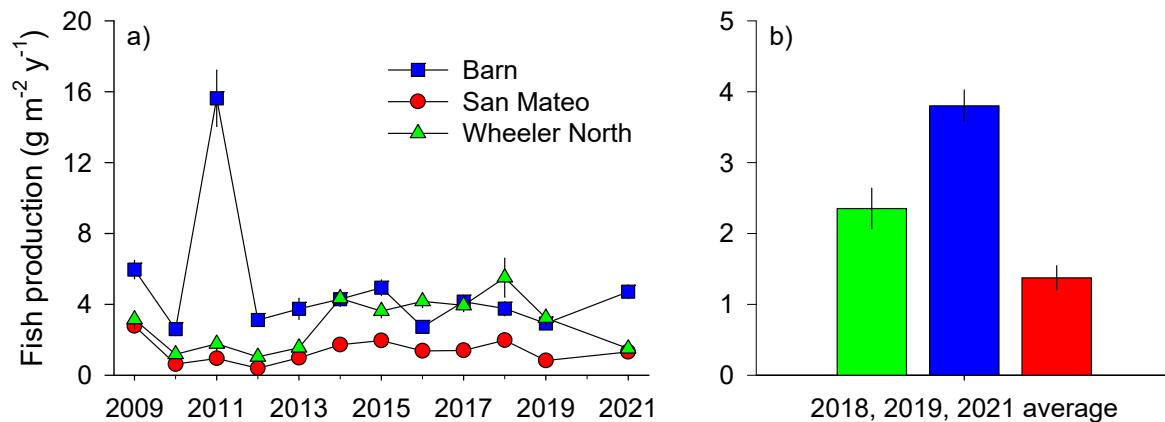 Fish production (g m⁻² y⁻¹)
20
16
12
8
4
0
a)
Barn
San Mateo
Wheeler North
2009 2011 2013 2015 2017 2019 2021
5
4
3
2
1
0
b)
2018, 2019, 2021 average